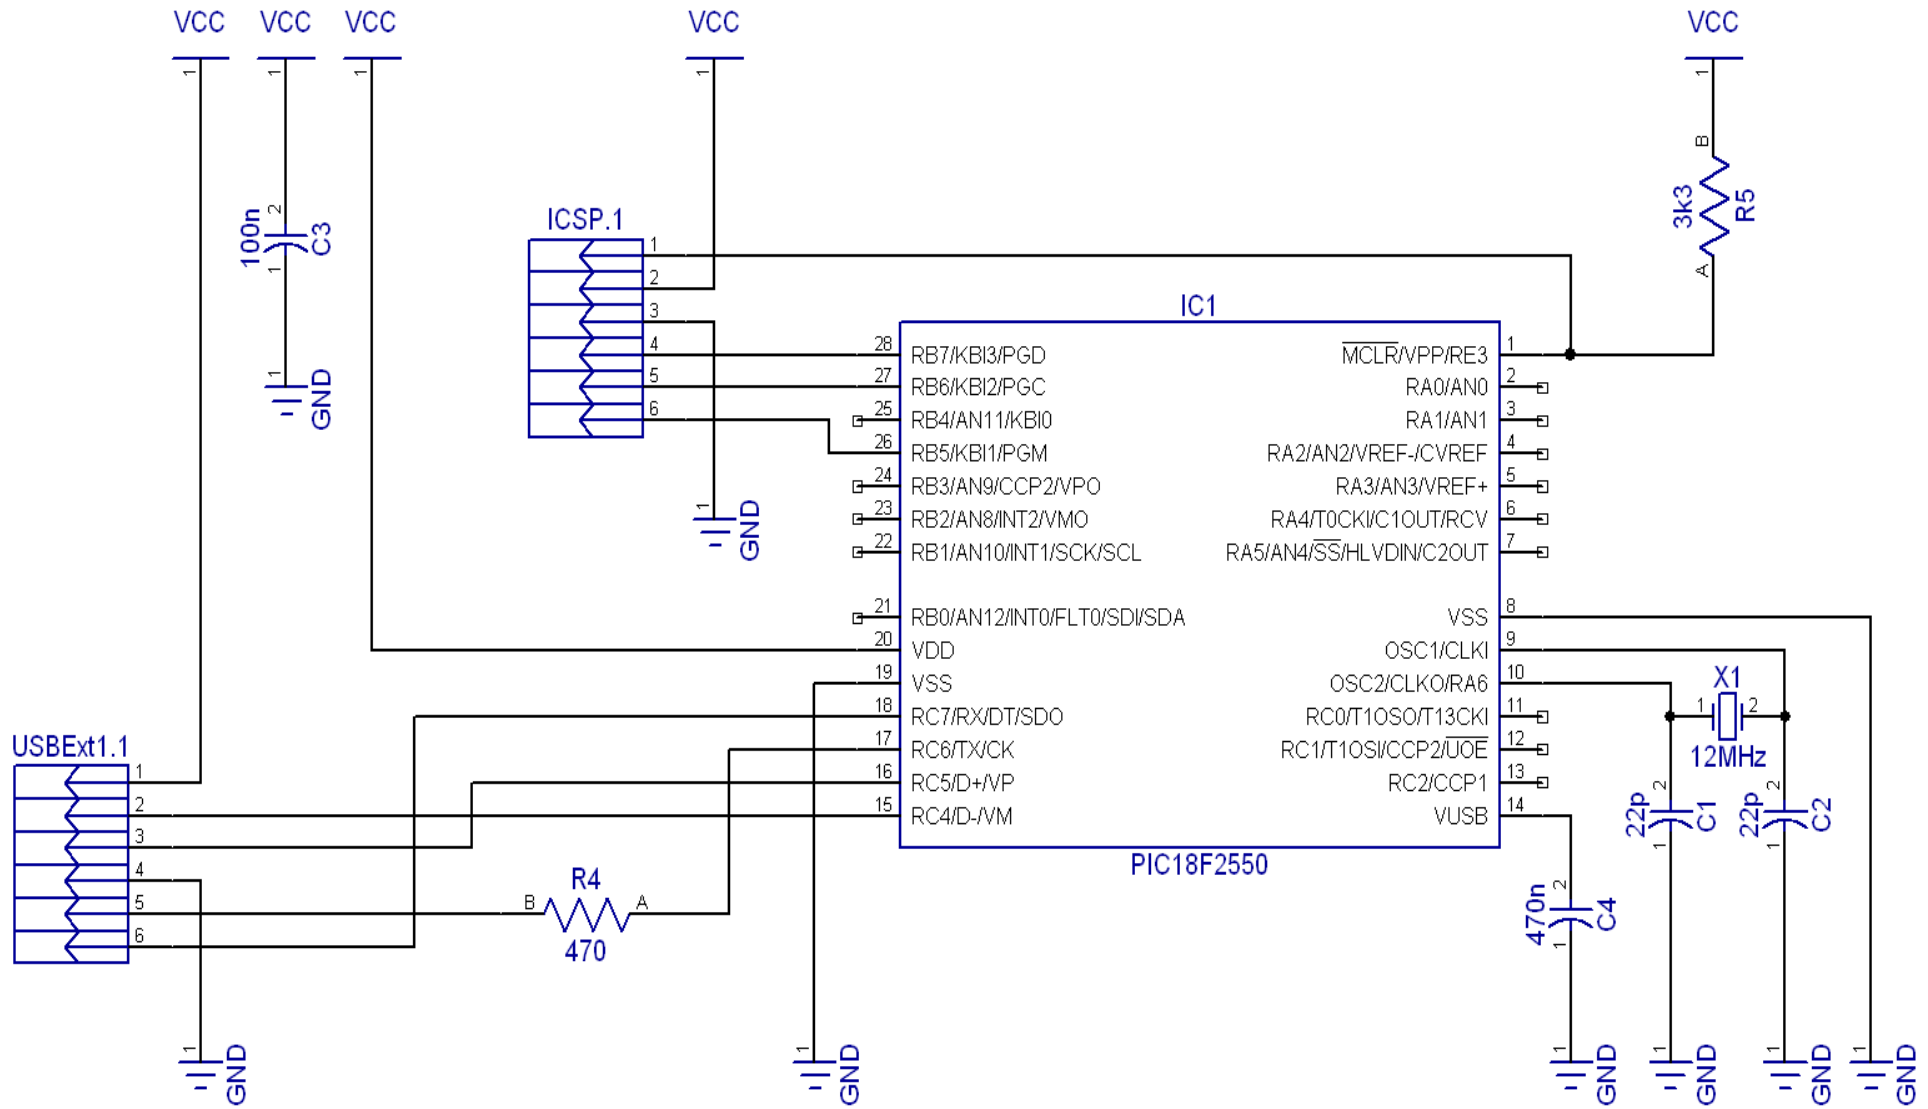 VCC VCC VCC VCC VCC
1 1 1 1 1
B
3k3 R5
A
100n 2 C3
1
1 GND
ICSP.1
1
2
3
4
5
6
1 GND
IC1
28 RB7/KBI3/PGD
27 RB6/KBI2/PGC
25 RB4/AN11/KBI0
26 RB5/KBI1/PGM
24 RB3/AN9/CCP2/VPO
23 RB2/AN8/INT2/VMO
22 RB1/AN10/INT1/SCK/SCL
21 RB0/AN12/INT0/FLT0/SDI/SDA
20 VDD
19 VSS
18 RC7/RX/DT/SDO
17 RC6/TX/CK
16 RC5/D+/VP
15 RC4/D-/VM
MCLR/VPP/RE3 1
RA0/AN0 2
RA1/AN1 3
RA2/AN2/VREF-/CVREF 4
RA3/AN3/VREF+ 5
RA4/T0CKI/C1OUT/RCV 6
RA5/AN4/SS/HLVDIN/C2OUT 7
VSS 8
OSC1/CLKI 9
OSC2/CLKO/RA6 10
RC0/T1OSO/T13CKI 11
RC1/T1OSI/CCP2/UOE 12
RC2/CCP1 13
VUSB 14
PIC18F2550
X1
1 2
12MHz
22p 2 C1
1
22p 2 C2
1
470n 2 C4
1
USBExt1.1
1
2
3
4
5
6
R4
B A
470
1 GND
1 GND
1 GND
1 GND
1 GND
1 GND